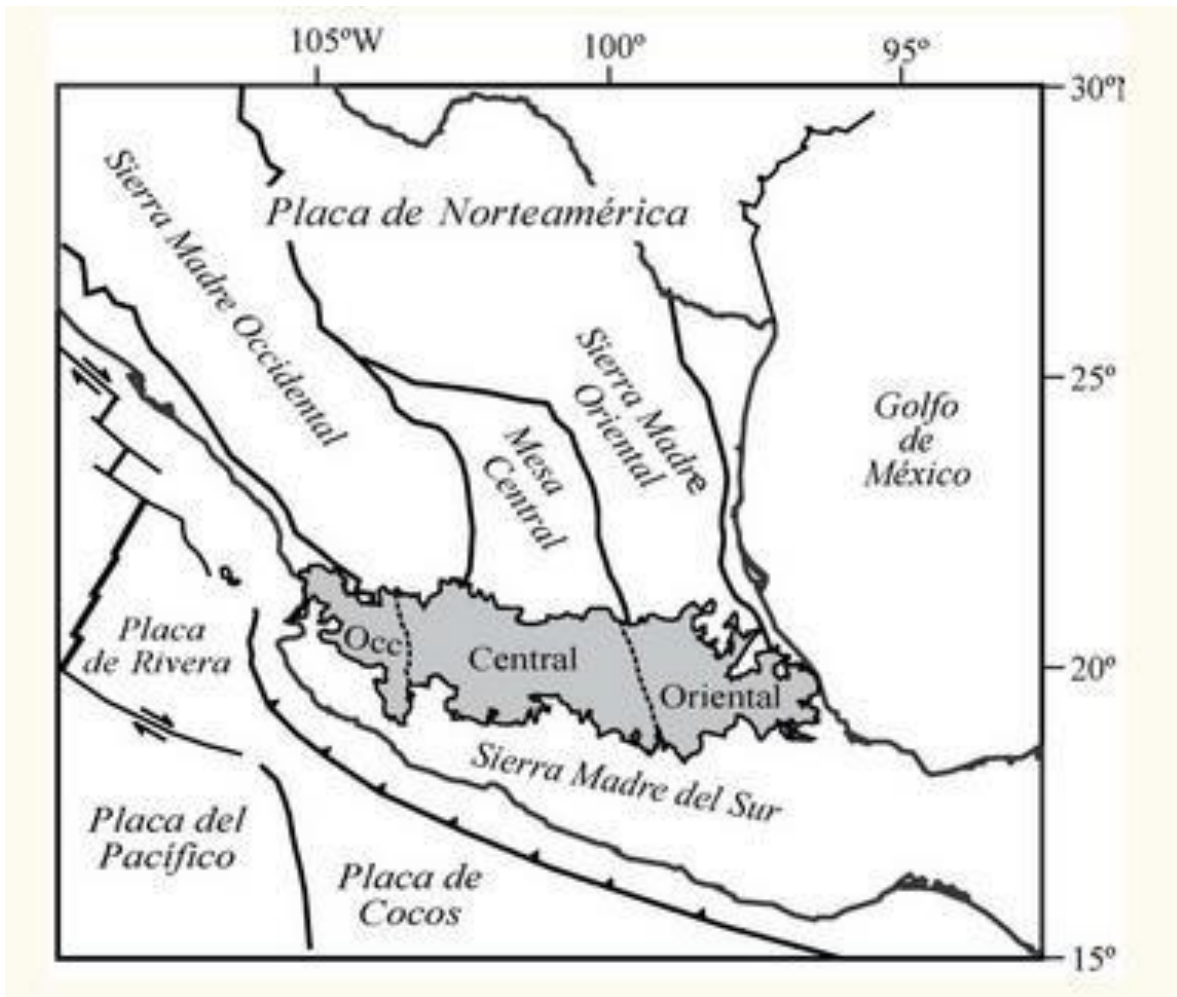 105ºW
100º
95º
30º
Sierra Madre Occidental
Placa de Norteamérica
Sierra Madre
Oriental
25º
Golfo
de
México
Mesa
Central
Placa
de Rivera
Occ
Central
Oriental
20º
Sierra Madre del Sur
Placa del
Pacífico
Placa de
Cocos
15º